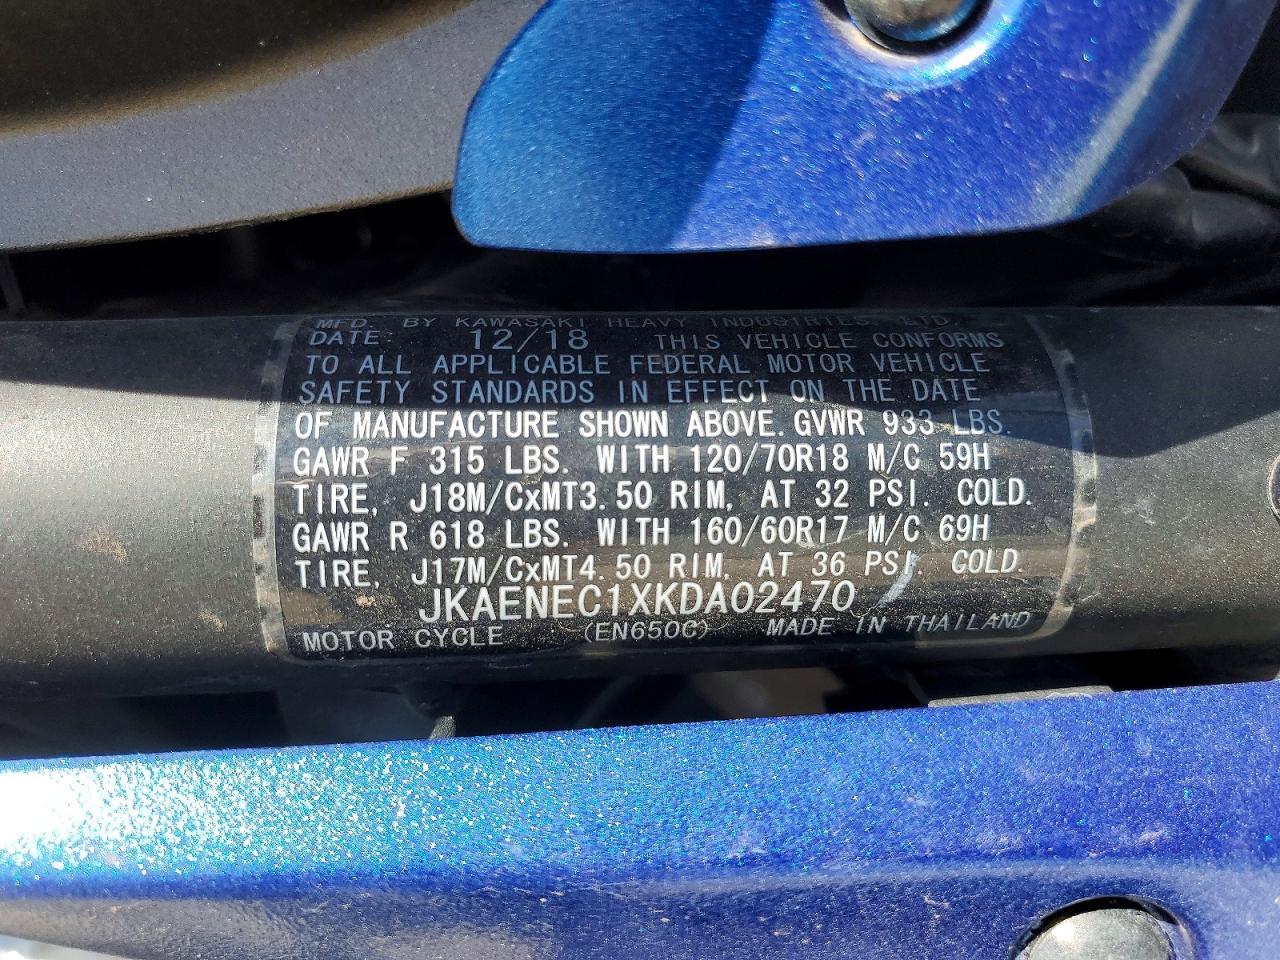 MFD. BY KAWASAKI HEAVY INDUSTRIES, LTD.
DATE: 12/18 THIS VEHICLE CONFORMS
TO ALL APPLICABLE FEDERAL MOTOR VEHICLE
SAFETY STANDARDS IN EFFECT ON THE DATE
OF MANUFACTURE SHOWN ABOVE. GVWR 933 LBS.
GAWR F 315 LBS. WITH 120/70R18 M/C 59H
TIRE, J18M/CxMT3.50 RIM, AT 32 PSI. COLD.
GAWR R 618 LBS. WITH 160/60R17 M/C 69H
TIRE, J17M/CxMT4.50 RIM, AT 36 PSI. COLD.
JKAENEC1XKDA02470
MOTOR CYCLE (EN650C) MADE IN THAILAND